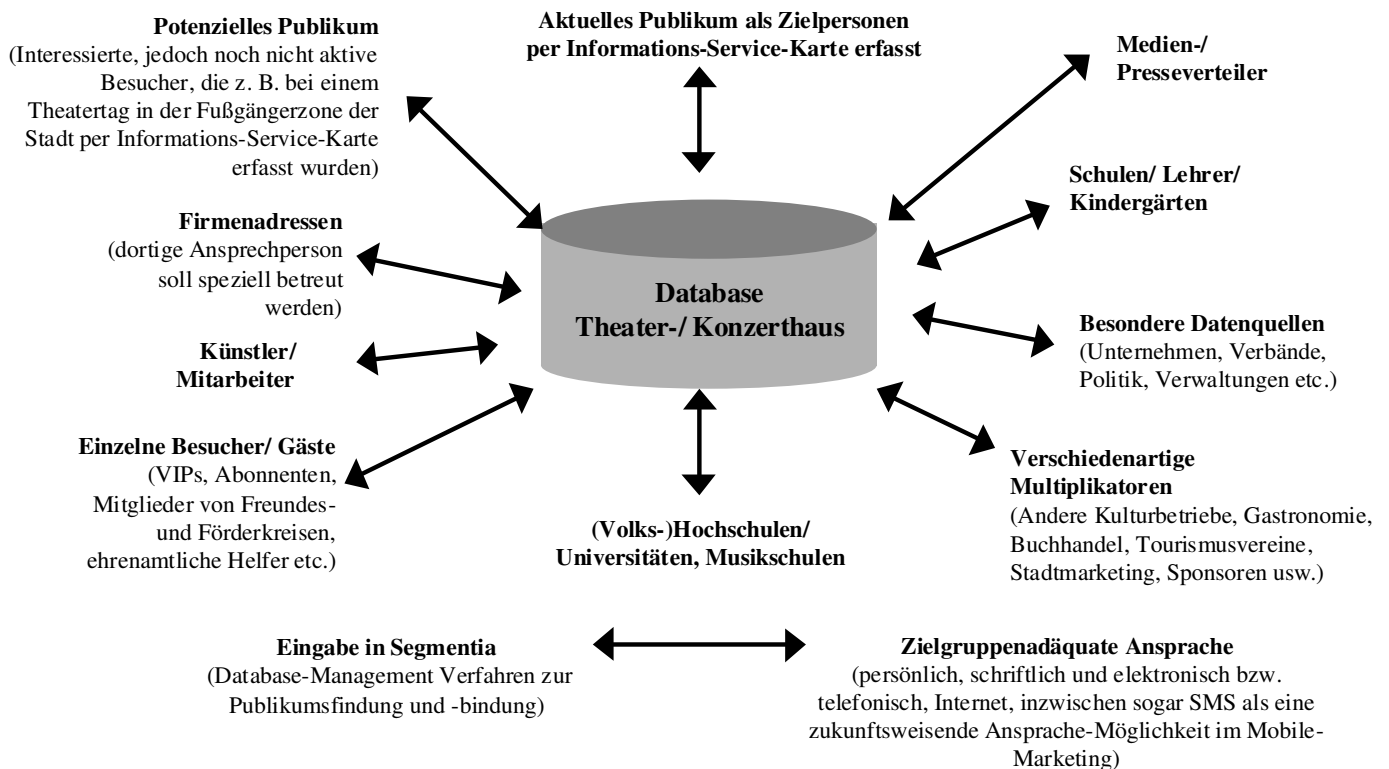 Potenzielles Publikum
(Interessierte, jedoch noch nicht aktive
Besucher, die z. B. bei einem
Theatertag in der Fußgängerzone der
Stadt per Informations-Service-Karte
erfasst wurden)
Aktuelles Publikum als Zielpersonen
per Informations-Service-Karte erfasst
Medien-/
Presseverteiler
Firmenadressen
(dortige Ansprechperson
soll speziell betreut
werden)
Schulen/ Lehrer/
Kindergärten
Database
Theater-/ Konzerthaus
Künstler/
Mitarbeiter
Besondere Datenquellen
(Unternehmen, Verbände,
Politik, Verwaltungen etc.)
Einzelne Besucher/ Gäste
(VIPs, Abonnenten,
Mitglieder von Freundes-
und Förderkreisen,
ehrenamtliche Helfer etc.)
(Volks-)Hochschulen/
Universitäten, Musikschulen
Verschiedenartige
Multiplikatoren
(Andere Kulturbetriebe, Gastronomie,
Buchhandel, Tourismusvereine,
Stadtmarketing, Sponsoren usw.)
Eingabe in Segmentia
(Database-Management Verfahren zur
Publikumsfindung und -bindung)
Zielgruppenadäquate Ansprache
(persönlich, schriftlich und elektronisch bzw.
telefonisch, Internet, inzwischen sogar SMS als eine
zukunftsweisende Ansprache-Möglichkeit im Mobile-
Marketing)